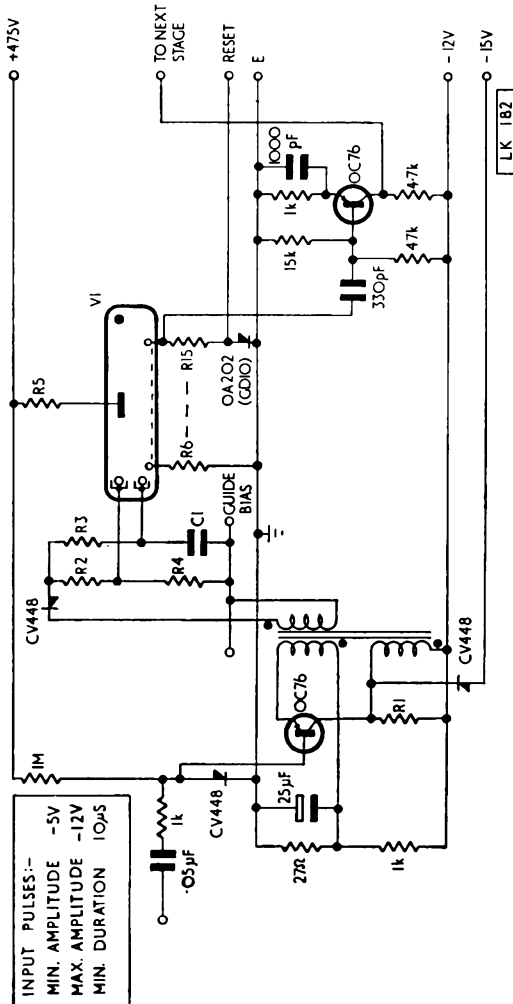 INPUT PULSES:-
MIN. AMPLITUDE -5V
MAX. AMPLITUDE -12V
MIN. DURATION 10µS
+475V
1M
R5
V1
CV448
R2
R3
R4
C1
GUIDE
BIAS
R6
R15
OA202
(GD10)
TO NEXT
STAGE
RESET
E
1k
.05µF
CV448
OC76
25µF
27Ω
1k
R1
CV448
15k
1k
1000
pF
OC76
330pF
47k
4.7k
-12V
-15V
LK 182